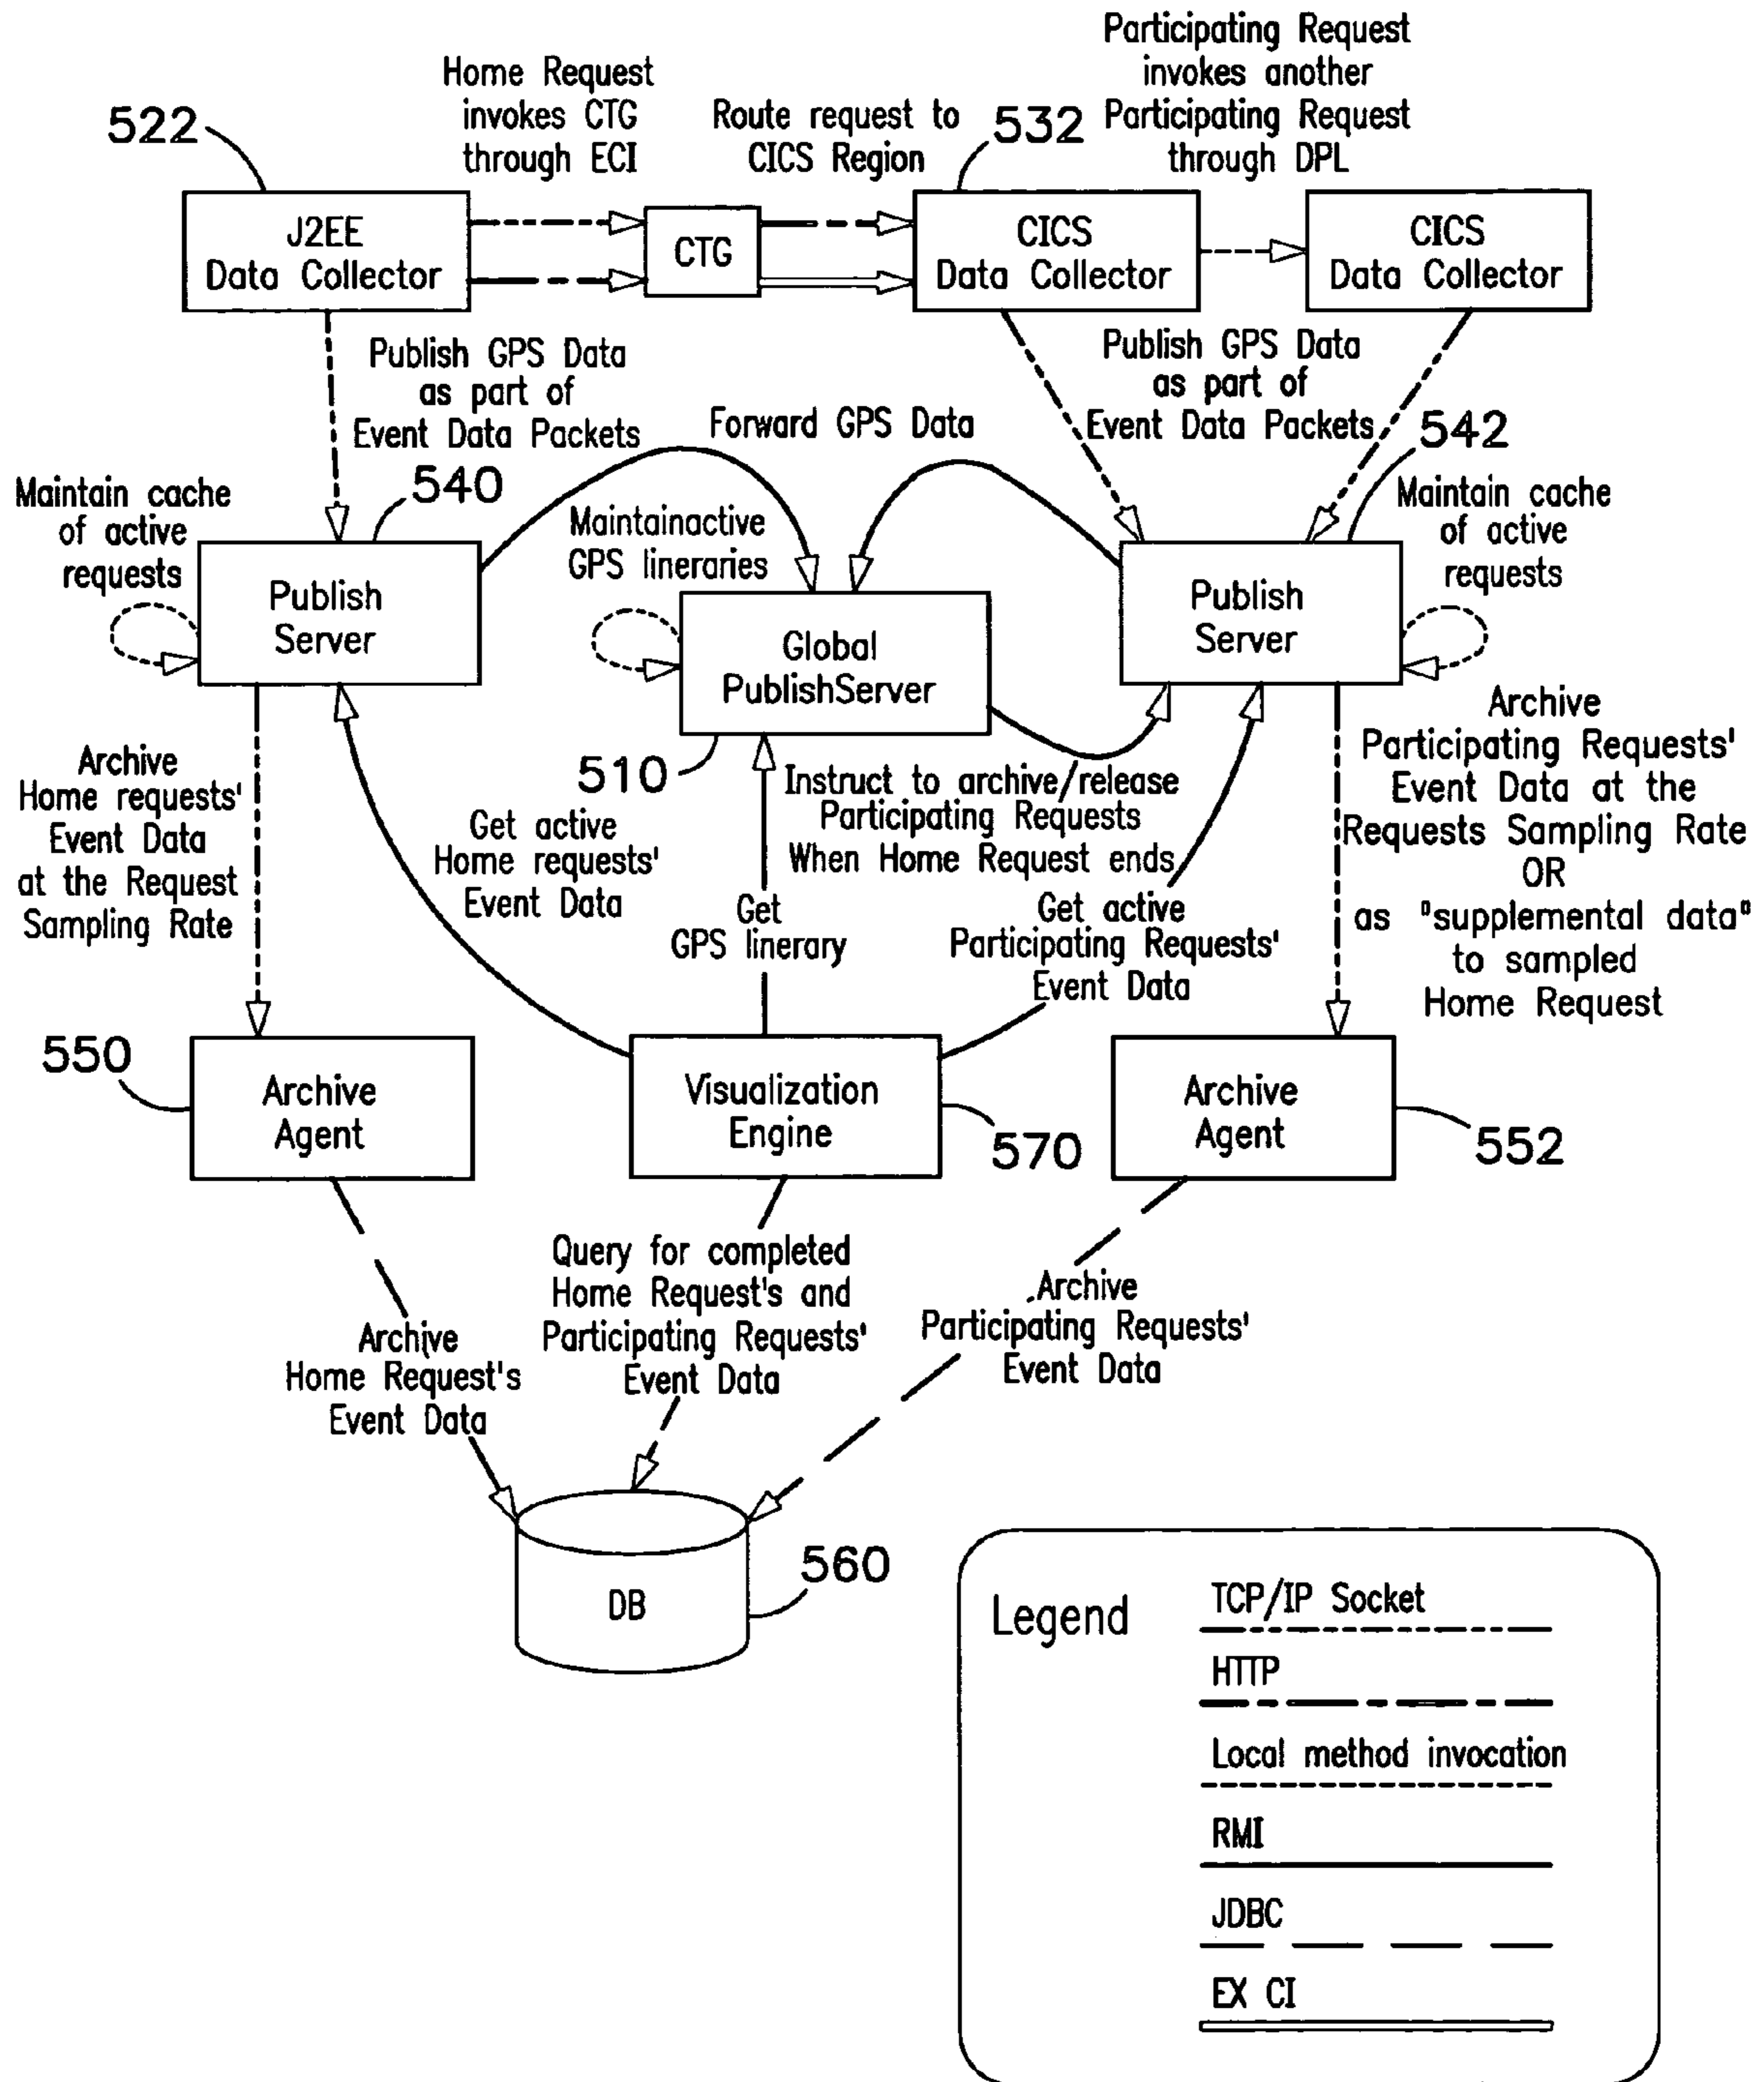 Home Request
invokes CTG
through ECI
Route request to
CICS Region
Participating Request
invokes another
Participating Request
through DPL
522
532
J2EE
Data Collector
CTG
CICS
Data Collector
CICS
Data Collector
Publish GPS Data
as part of
Event Data Packets
Forward GPS Data
Publish GPS Data
as part of
Event Data Packets
540
542
Maintain cache
of active
requests
Maintainactive
GPS lineraries
Maintain cache
of active
requests
Publish
Server
Global
PublishServer
Publish
Server
510
Archive
Home requests'
Event Data
at the Request
Sampling Rate
Get active
Home requests'
Event Data
Get
GPS linerary
Instruct to archive/release
Participating Requests
When Home Request ends
Get active
Participating Requests'
Event Data
Archive
Participating Requests'
Event Data at the
Requests Sampling Rate
OR
as "supplemental data"
to sampled
Home Request
550
Archive
Agent
Visualization
Engine
570
Archive
Agent
552
Archive
Home Request's
Event Data
Query for completed
Home Request's and
Participating Requests'
Event Data
Archive
Participating Requests'
Event Data
DB
560
Legend
TCP/IP Socket
HTTP
Local method invocation
RMI
JDBC
EX CI